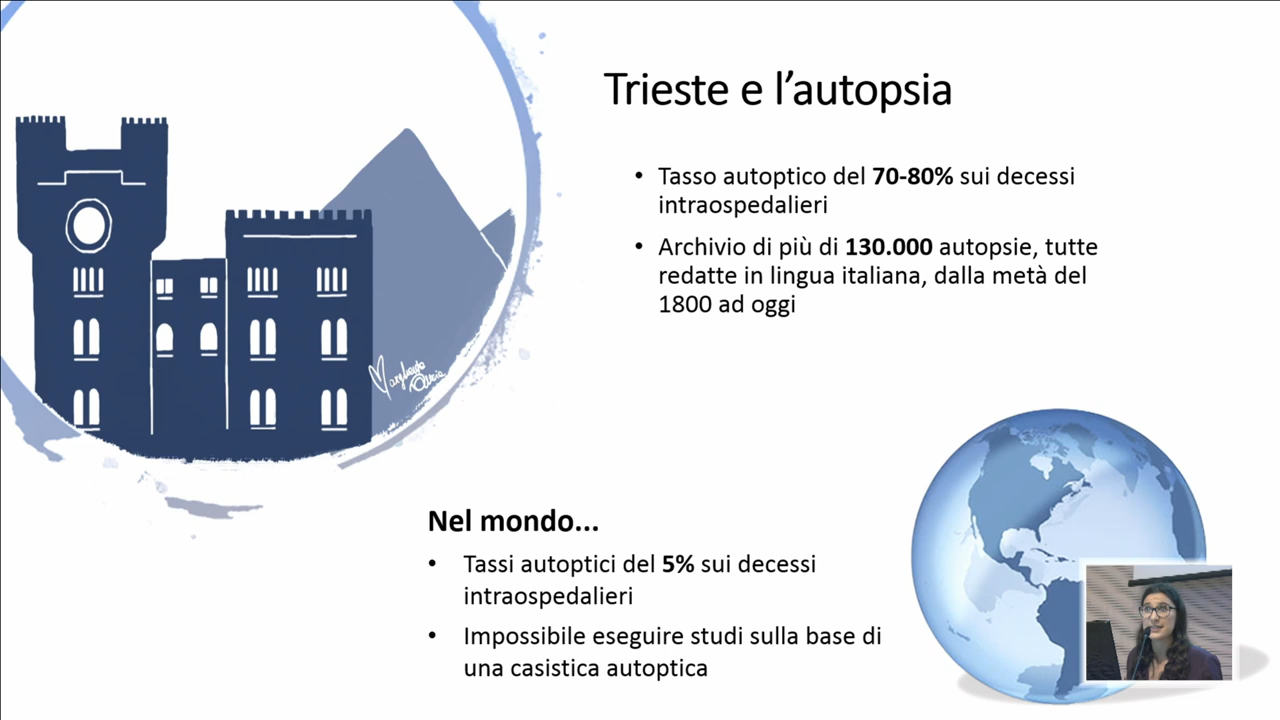 Trieste e l’autopsia
• Tasso autoptico del 70-80% sui decessi
intraospedalieri
• Archivio di più di 130.000 autopsie, tutte
redatte in lingua italiana, dalla metà del
1800 ad oggi
Nel mondo...
• Tassi autoptici del 5% sui decessi
intraospedalieri
• Impossibile eseguire studi sulla base di
una casistica autoptica